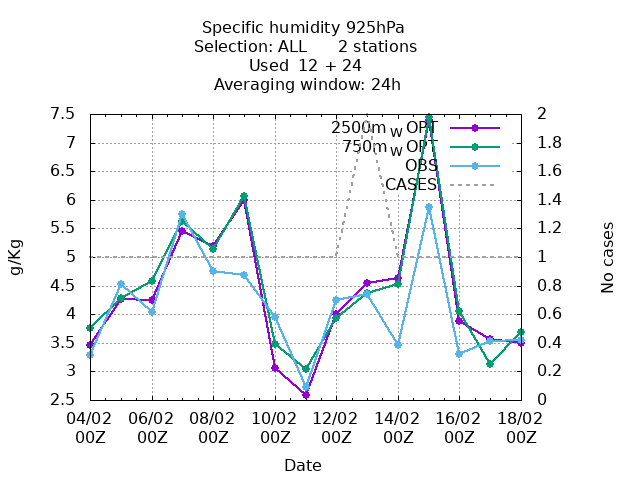 Specific humidity 925hPa
Selection: ALL 2 stations
Used 12 + 24
Averaging window: 24h
2500m w OPT
750m w OPT
OBS
CASES
g/Kg
7.5
7
6.5
6
5.5
5
4.5
4
3.5
3
2.5
No cases
2
1.8
1.6
1.4
1.2
1
0.8
0.6
0.4
0.2
0
04/02 06/02 08/02 10/02 12/02 14/02 16/02 18/02
00Z 00Z 00Z 00Z 00Z 00Z 00Z 00Z
Date